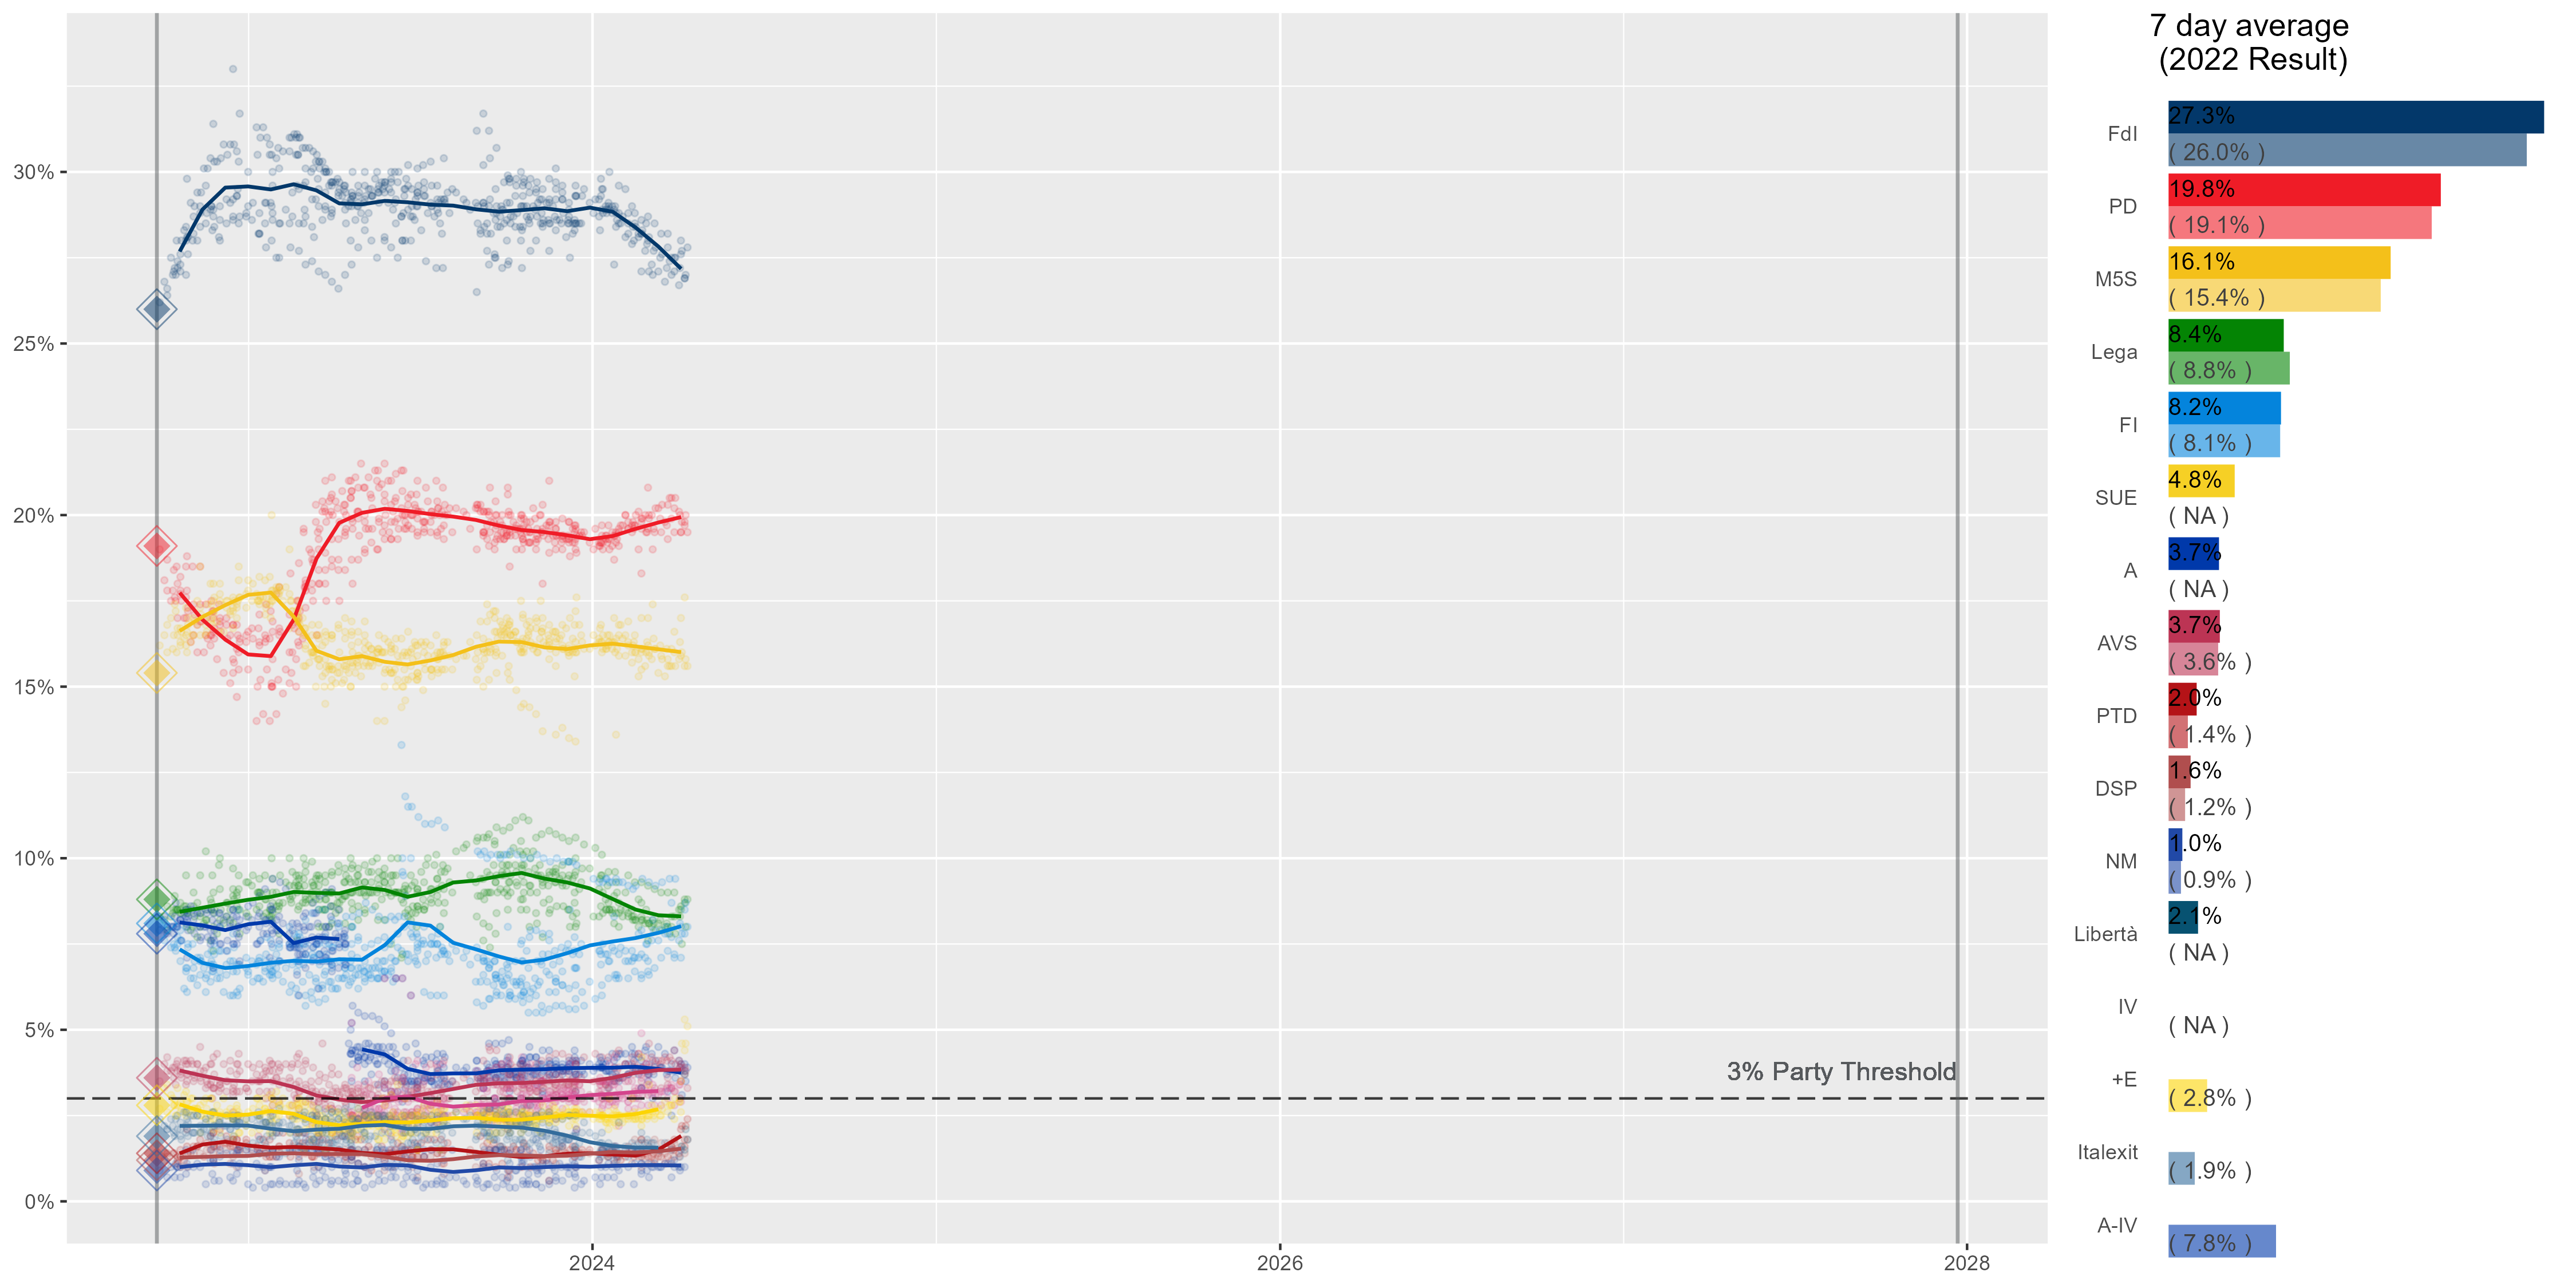 7 day average
(2022 Result)
30%
25%
20%
15%
10%
5%
0%
2024
2026
2028
3% Party Threshold
FdI
27.3%
( 26.0% )
PD
19.8%
( 19.1% )
M5S
16.1%
( 15.4% )
Lega
8.4%
( 8.8% )
FI
8.2%
( 8.1% )
SUE
4.8%
( NA )
A
3.7%
( NA )
AVS
3.7%
( 3.6% )
PTD
2.0%
( 1.4% )
DSP
1.6%
( 1.2% )
NM
1.0%
( 0.9% )
Libertà
2.1%
( NA )
IV
( NA )
+E
( 2.8% )
Italexit
( 1.9% )
A-IV
( 7.8% )